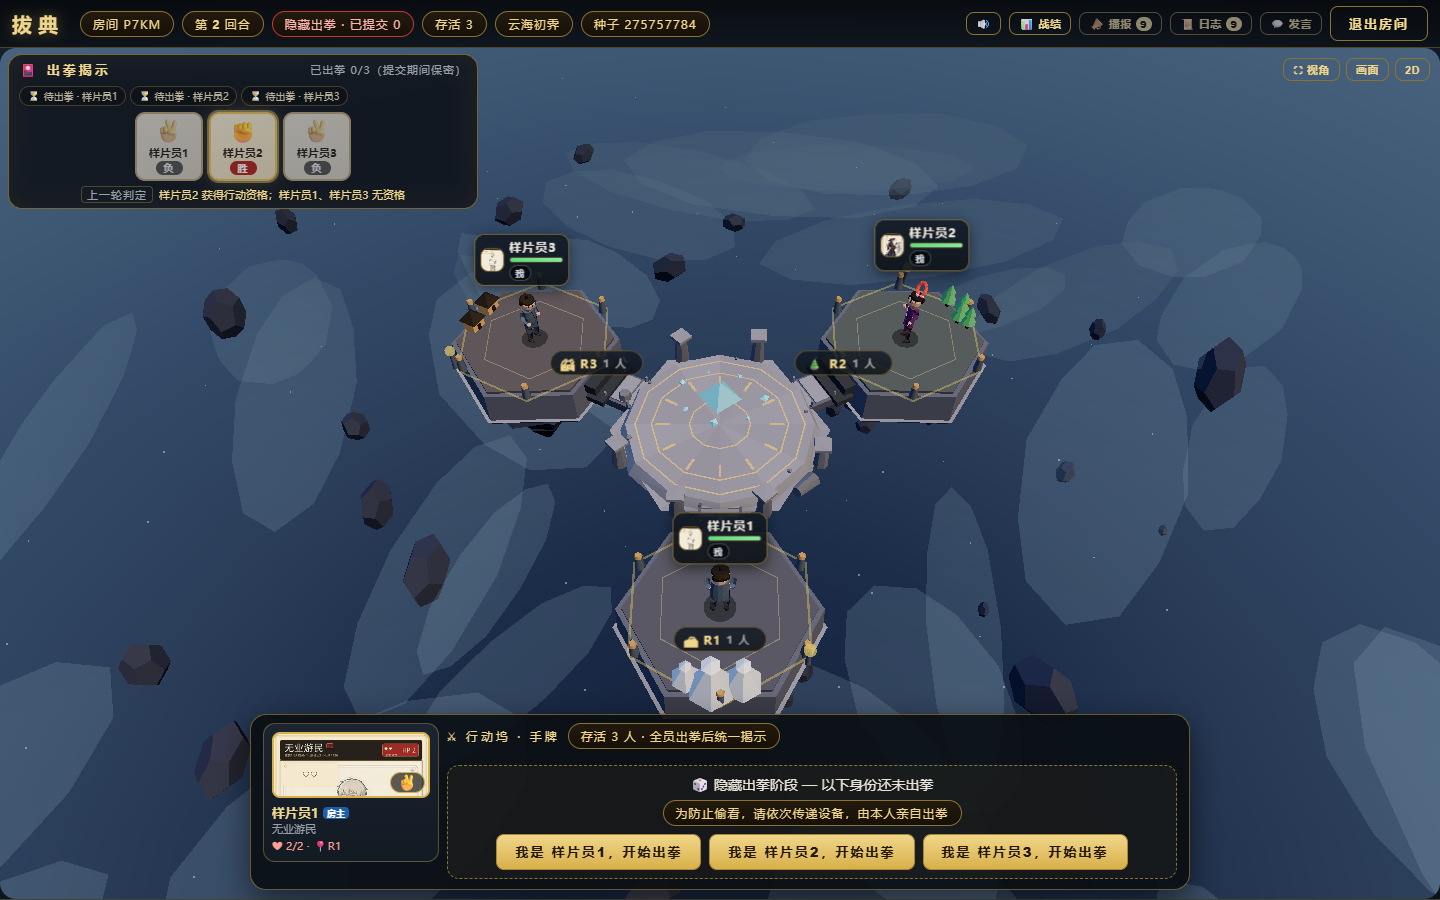 拔典
房间 P7KM
第 2 回合
隐藏出拳 · 已提交 0
存活 3
云海初霁
种子 275757784
战绩
播报 9
日志 9
发言
退出房间
出拳揭示
已出拳 0/3（提交期间保密）
待出拳 · 样片员1
待出拳 · 样片员2
待出拳 · 样片员3
样片员1
负
样片员2
胜
样片员3
负
上一轮判定
样片员2 获得行动资格；样片员1、样片员3 无资格
视角
画面
2D
样片员3
我
样片员2
我
R3 1 人
R2 1 人
样片员1
我
R1 1 人
无业游民
HP 2
样片员1 房主
无业游民
2/2 · R1
行动坞 · 手牌
存活 3 人 · 全员出拳后统一揭示
隐藏出拳阶段 — 以下身份还未出拳
为防止偷看，请依次传递设备，由本人亲自出拳
我是 样片员1，开始出拳
我是 样片员2，开始出拳
我是 样片员3，开始出拳